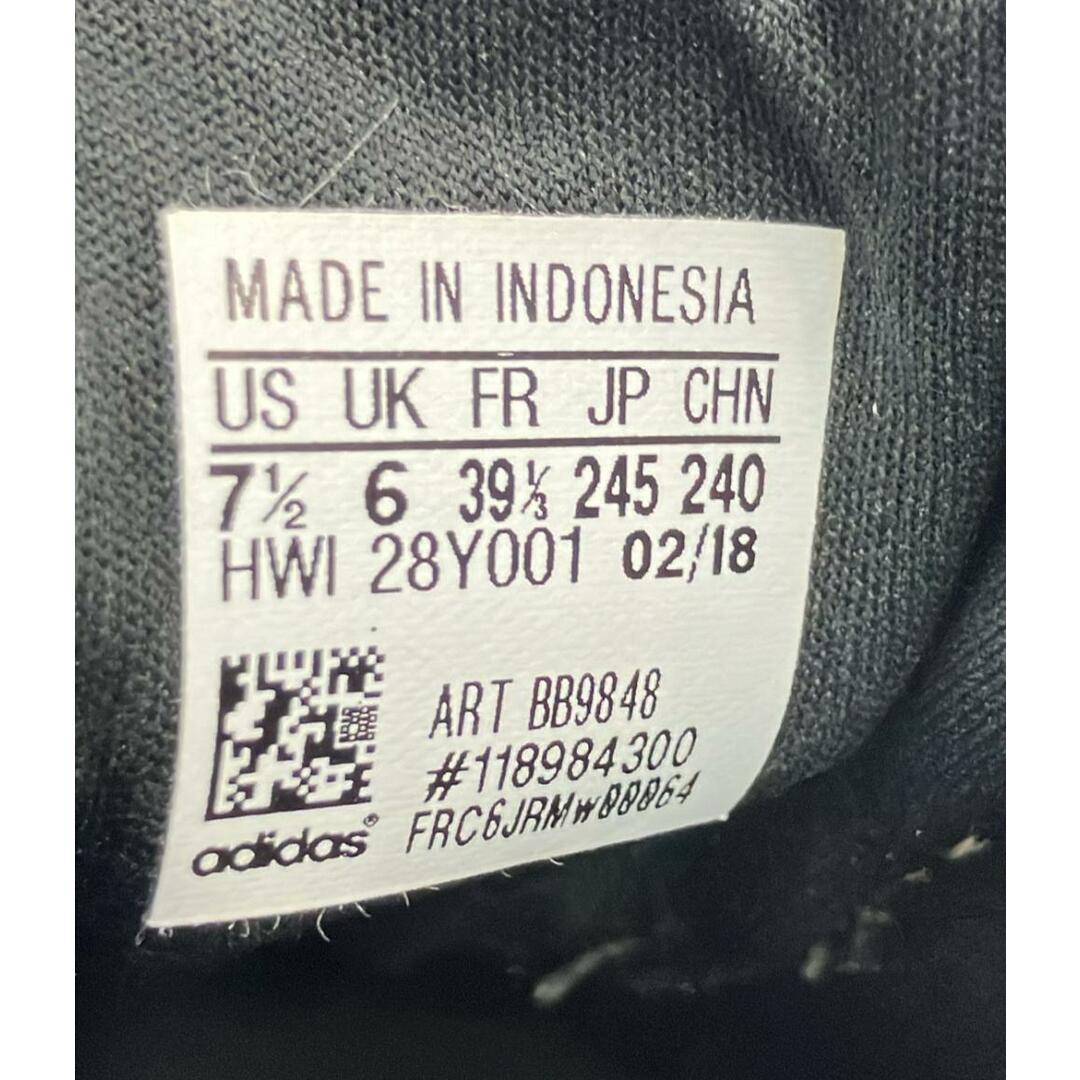 MADE IN INDONESIA
US UK FR JP CHN
7½ 6 39⅓ 245 240
HWI 28Y001 02/18
ART BB9848
#118984300
FRC6JRMW00064
adidas®